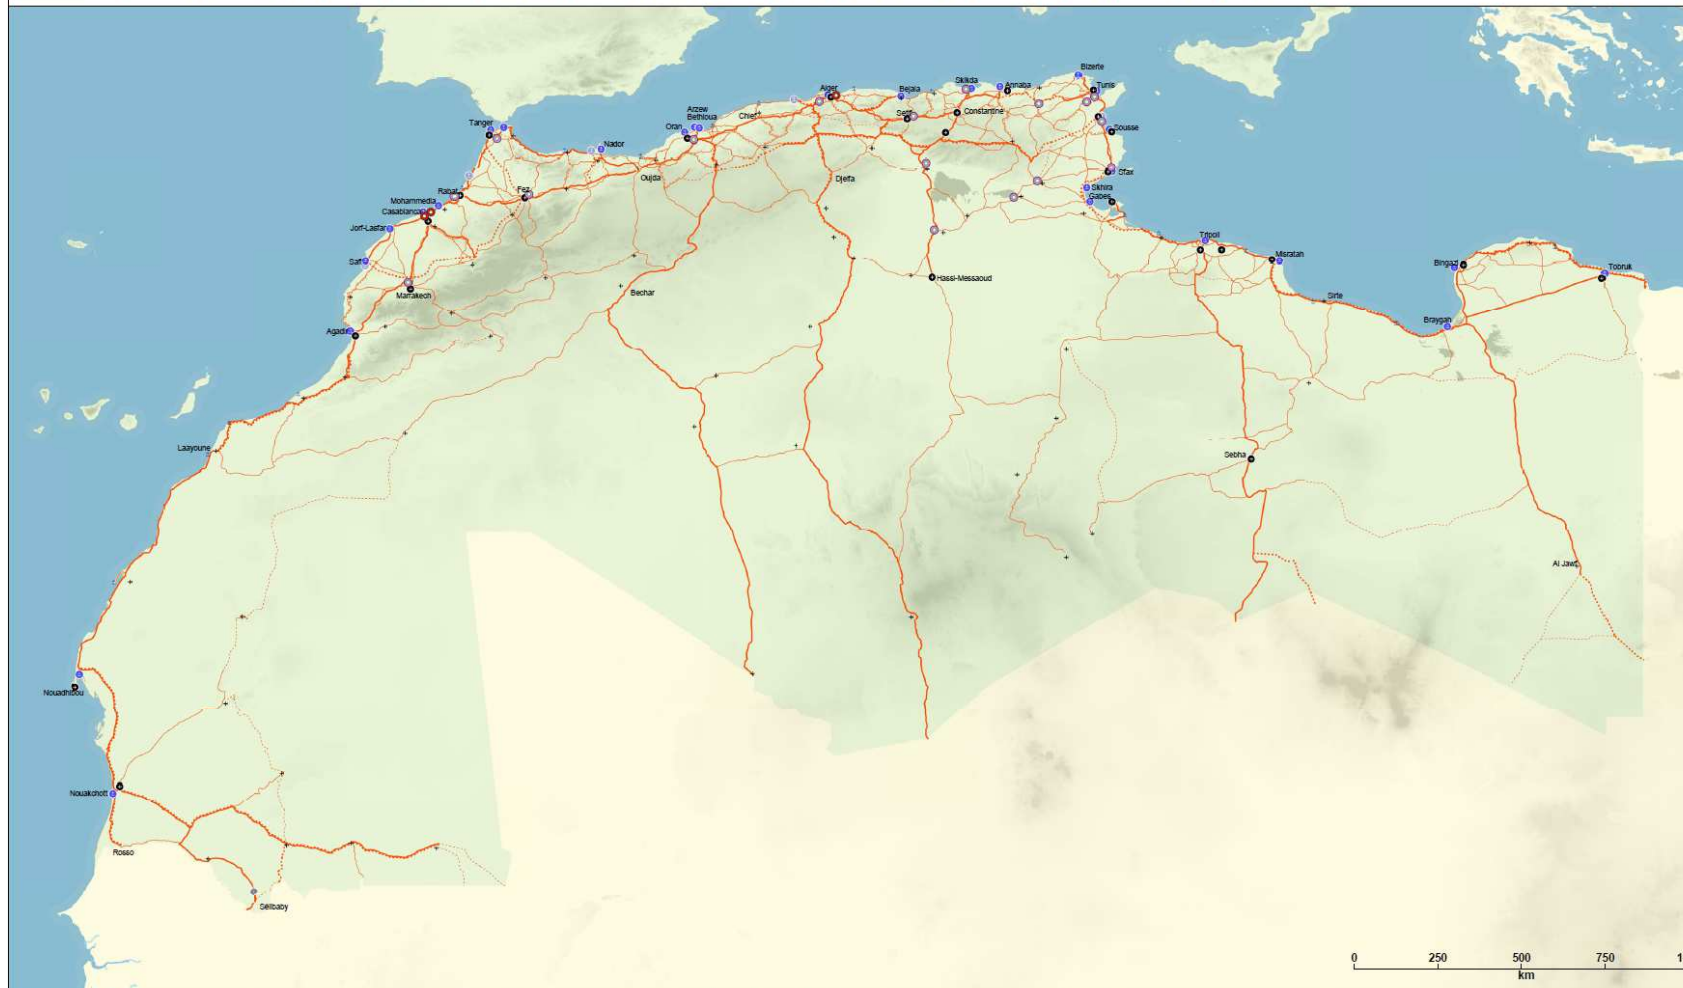 Bizerte
Skikda
Annaba
Tunis
Alger
Bejaia
Arzew
Bethioua
Chlef
Constantine
Setif
Tanger
Oran
Sousse
Nador
Oujda
Djelfa
Sfax
Rabat
Fez
Skhira
Mohammedia
Gabes
Casablanca
Jorf-Lasfar
Tripoli
Misratah
Safi
Bingazi
Tobruk
Hassi-Messaoud
Marrakech
Bechar
Sirte
Agadir
Braygah
Laayoune
Sebha
Al Jawf
Nouadhibou
Nouakchott
Rosso
Selibaby
0 250 500 750 1
km